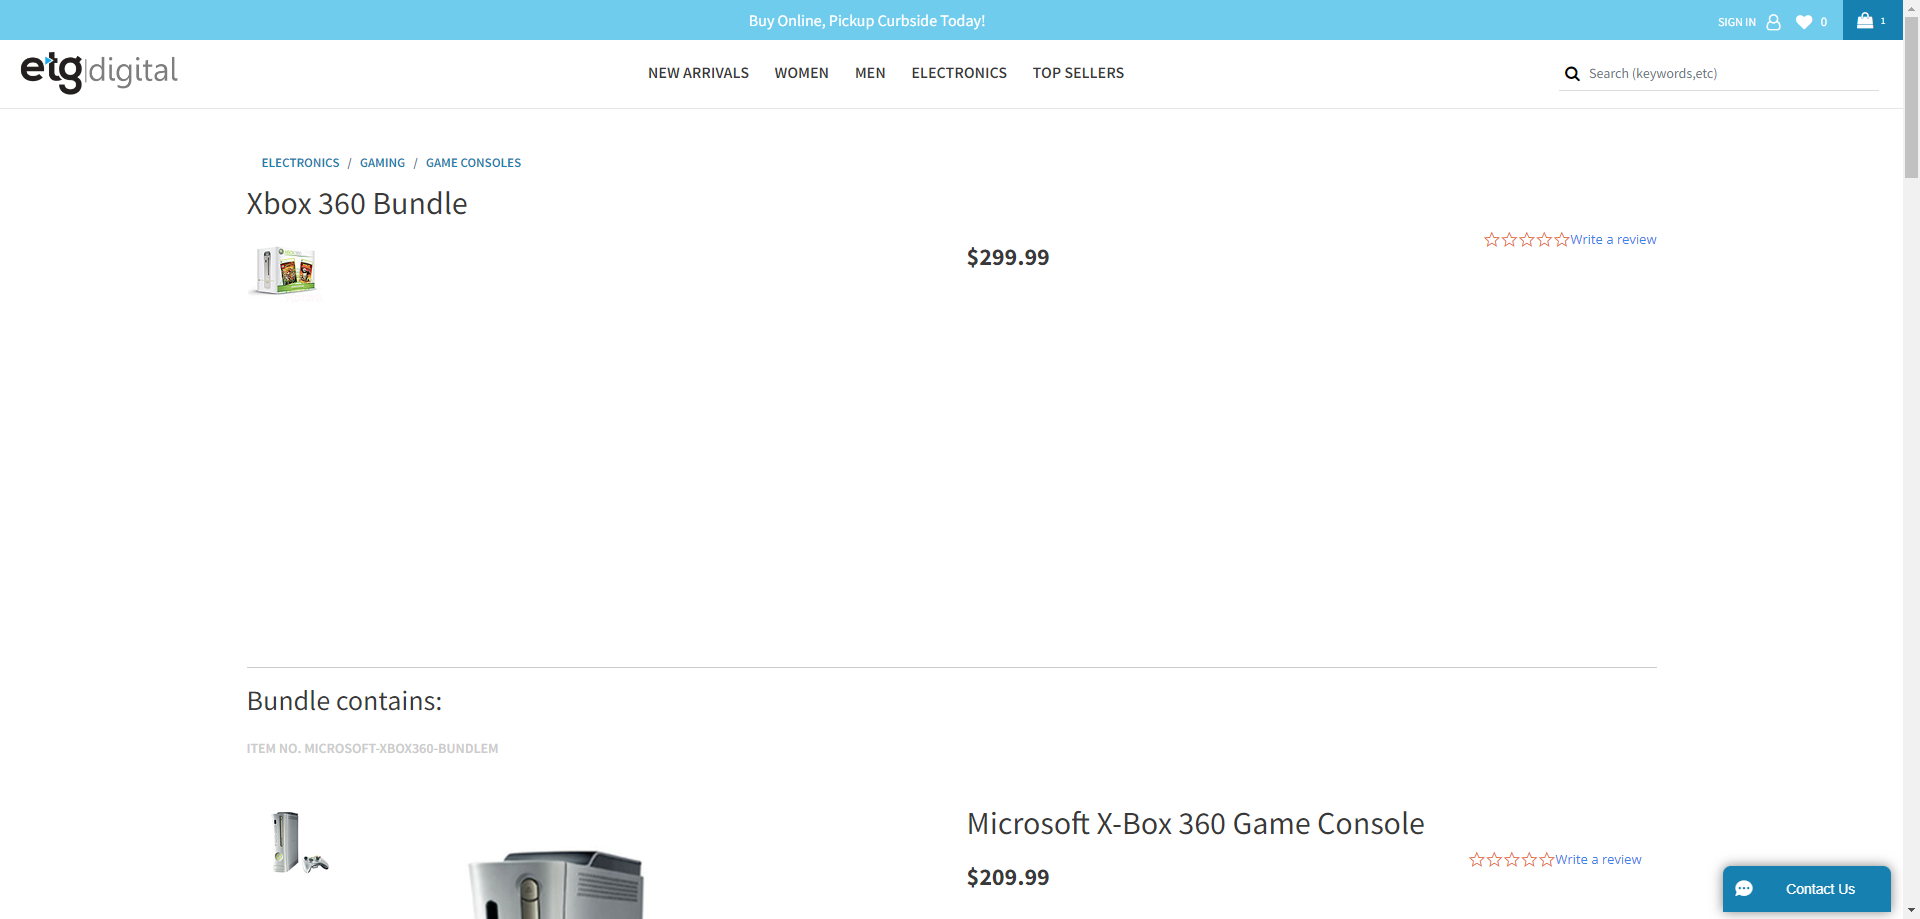 Buy Online, Pickup Curbside Today!
SIGN IN 0 1
etg|digital
NEW ARRIVALS WOMEN MEN ELECTRONICS TOP SELLERS
Search (keywords,etc)
ELECTRONICS / GAMING / GAME CONSOLES
Xbox 360 Bundle
$299.99
Write a review
Bundle contains:
ITEM NO. MICROSOFT-XBOX360-BUNDLEM
Microsoft X-Box 360 Game Console
$209.99
Write a review
Contact Us